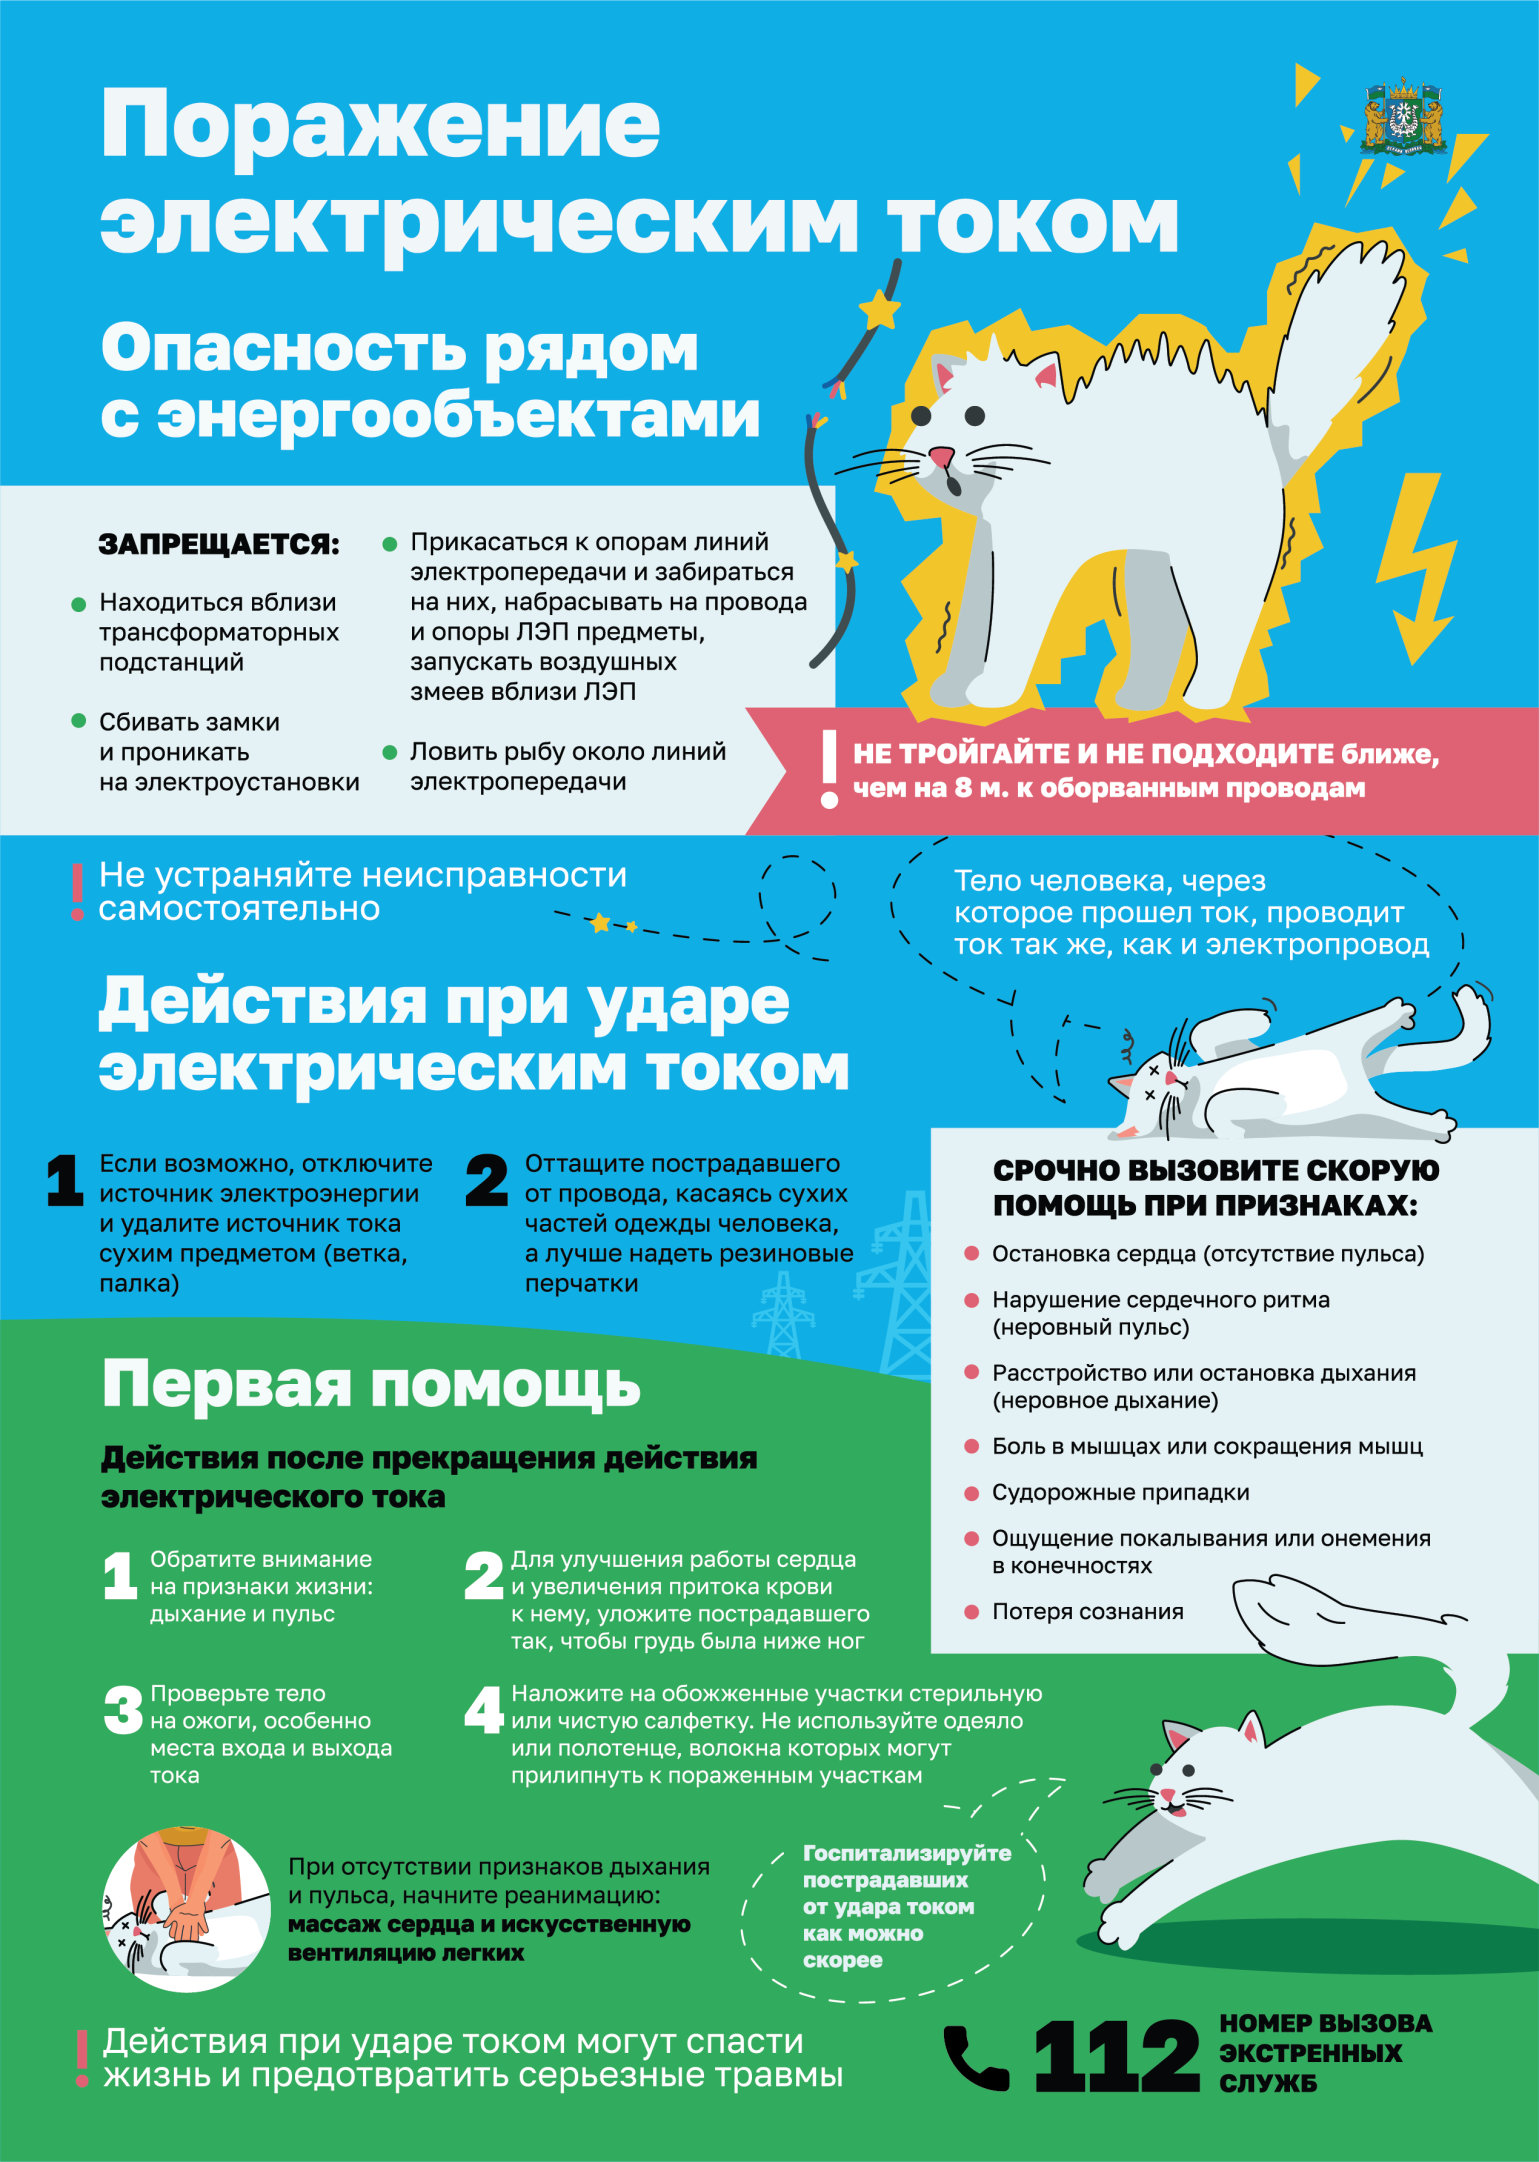 Поражение
электрическим током
Опасность рядом
с энергообъектами
ЗАПРЕЩАЕТСЯ:
Находиться вблизи
трансформаторных
подстанций
Сбивать замки
и проникать
на электроустановки
Прикасаться к опорам линий
электропередачи и забираться
на них, набрасывать на провода
и опоры ЛЭП предметы,
запускать воздушных
змеев вблизи ЛЭП
Ловить рыбу около линий
электропередачи
! НЕ ТРОЙГАЙТЕ И НЕ ПОДХОДИТЕ ближе,
чем на 8 м. к оборванным проводам
! Не устраняйте неисправности
самостоятельно
Тело человека, через
которое прошел ток, проводит
ток так же, как и электропровод
Действия при ударе
электрическим током
1 Если возможно, отключите
источник электроэнергии
и удалите источник тока
сухим предметом (ветка,
палка)
2 Оттащите пострадавшего
от провода, касаясь сухих
частей одежды человека,
а лучше надеть резиновые
перчатки
СРОЧНО ВЫЗОВИТЕ СКОРУЮ
ПОМОЩЬ ПРИ ПРИЗНАКАХ:
Остановка сердца (отсутствие пульса)
Нарушение сердечного ритма
(неровный пульс)
Расстройство или остановка дыхания
(неровное дыхание)
Боль в мышцах или сокращения мышц
Судорожные припадки
Ощущение покалывания или онемения
в конечностях
Потеря сознания
Первая помощь
Действия после прекращения действия
электрического тока
1 Обратите внимание
на признаки жизни:
дыхание и пульс
2 Для улучшения работы сердца
и увеличения притока крови
к нему, уложите пострадавшего
так, чтобы грудь была ниже ног
3 Проверьте тело
на ожоги, особенно
места входа и выхода
тока
4 Наложите на обожженные участки стерильную
или чистую салфетку. Не используйте одеяло
или полотенце, волокна которых могут
прилипнуть к пораженным участкам
При отсутствии признаков дыхания
и пульса, начните реанимацию:
массаж сердца и искусственную
вентиляцию легких
Госпитализируйте
пострадавших
от удара током
как можно
скорее
! Действия при ударе током могут спасти
жизнь и предотвратить серьезные травмы
112
НОМЕР ВЫЗОВА
ЭКСТРЕННЫХ
СЛУЖБ